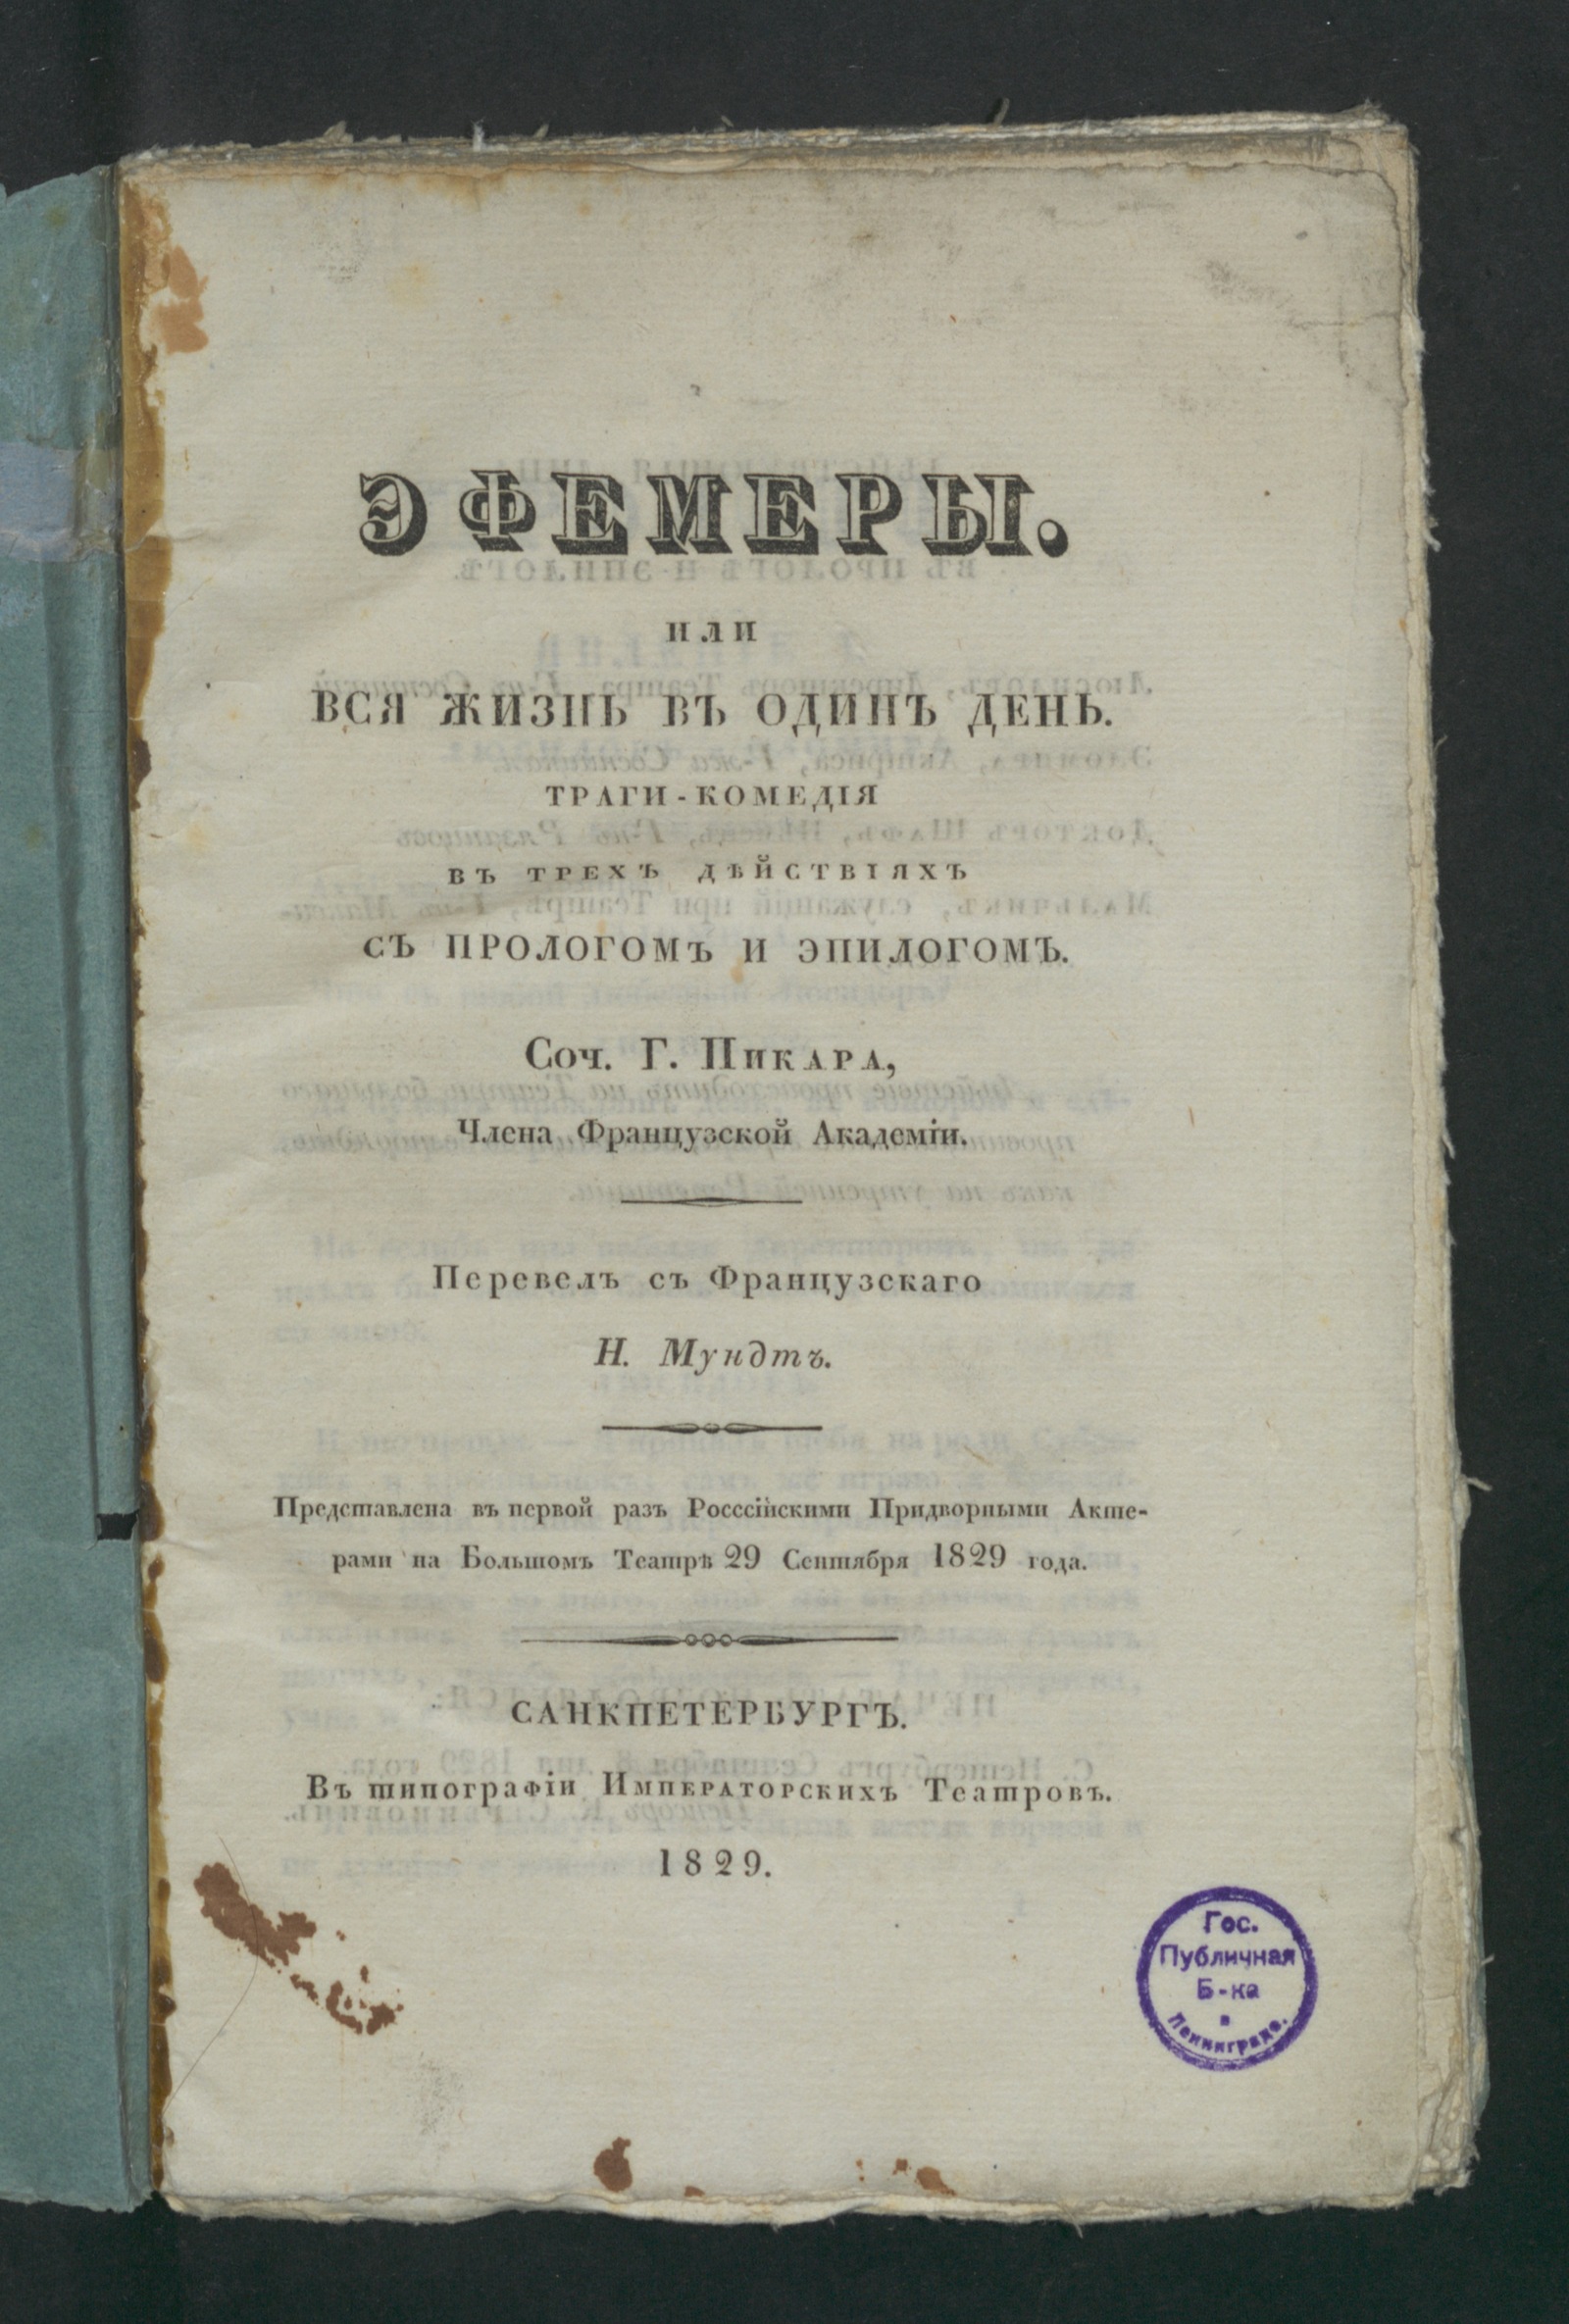 ЭФЕМЕРЫ.
ИЛИ
ВСЯ ЖИЗНЬ ВЪ ОДИНЪ ДЕНЬ.
ТРАГИ-КОМЕДІЯ
ВЪ ТРЕХЪ ДѢЙСТВІЯХЪ
СЪ ПРОЛОГОМЪ И ЭПИЛОГОМЪ.
Соч. Г. Пикара,
Члена Французской Академіи.
Перевелъ съ Французскаго
Н. Мундтъ.
Представлена въ первой разъ Росссійскими Придворными Акте-
рами на Большомъ Театрѣ 29 Сентября 1829 года.
САНКПЕТЕРБУРГЪ.
Въ типографіи Императорскихъ Театровъ.
1829.
Гос.
Публичная
Б-ка
в
Ленинграде.